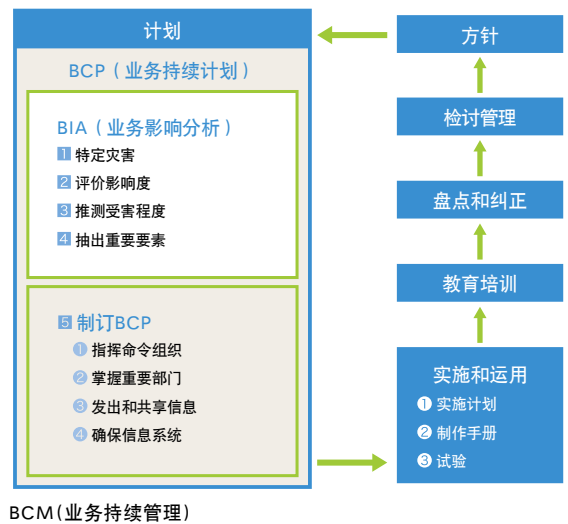 计划
BCP（业务持续计划）
BIA（业务影响分析）
1 特定灾害
2 评价影响度
3 推测受害程度
4 抽出重要要素
5 制订BCP
① 指挥命令组织
② 掌握重要部门
③ 发出和共享信息
④ 确保信息系统
方针
检讨管理
盘点和纠正
教育培训
实施和运用
❶ 实施计划
❷ 制作手册
❸ 试验
BCM(业务持续管理)